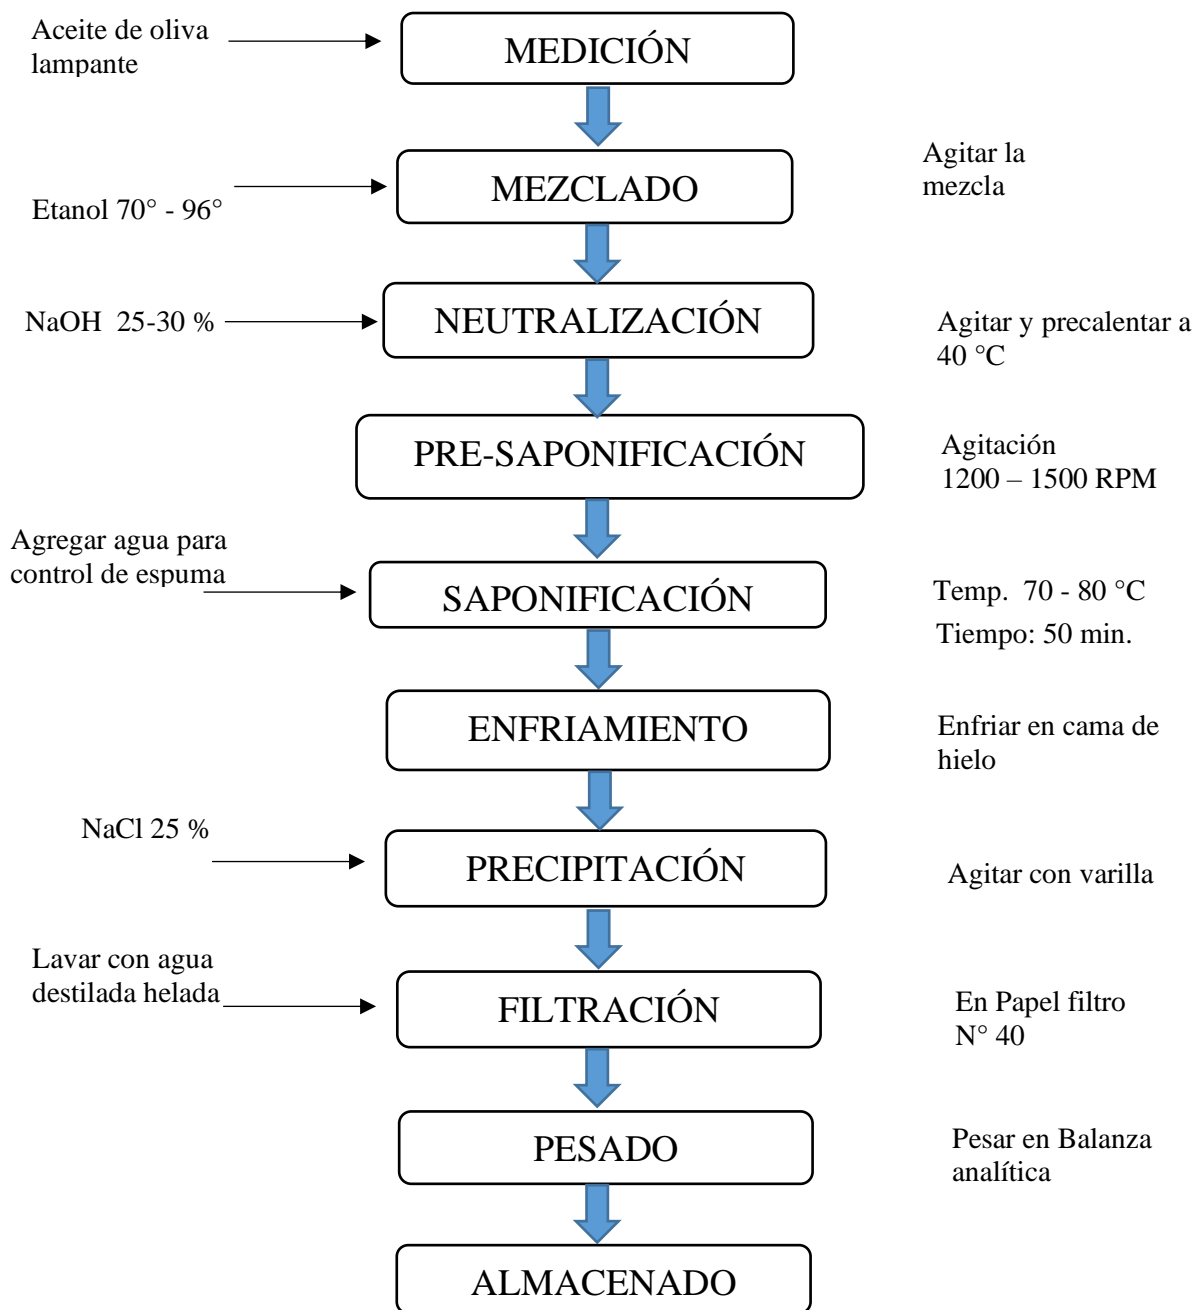 Aceite de oliva
lampante
MEDICIÓN
MEZCLADO
Agitar la
mezcla
Etanol 70° - 96°
NaOH  25-30 %
NEUTRALIZACIÓN
Agitar y precalentar a
40 °C
PRE-SAPONIFICACIÓN
Agitación
1200 – 1500 RPM
Agregar agua para
control de espuma
SAPONIFICACIÓN
Temp.  70 - 80 °C
Tiempo: 50 min.
ENFRIAMIENTO
Enfriar en cama de
hielo
NaCl 25 %
PRECIPITACIÓN
Agitar con varilla
Lavar con agua
destilada helada
FILTRACIÓN
En Papel filtro
N° 40
PESADO
Pesar en Balanza
analítica
ALMACENADO